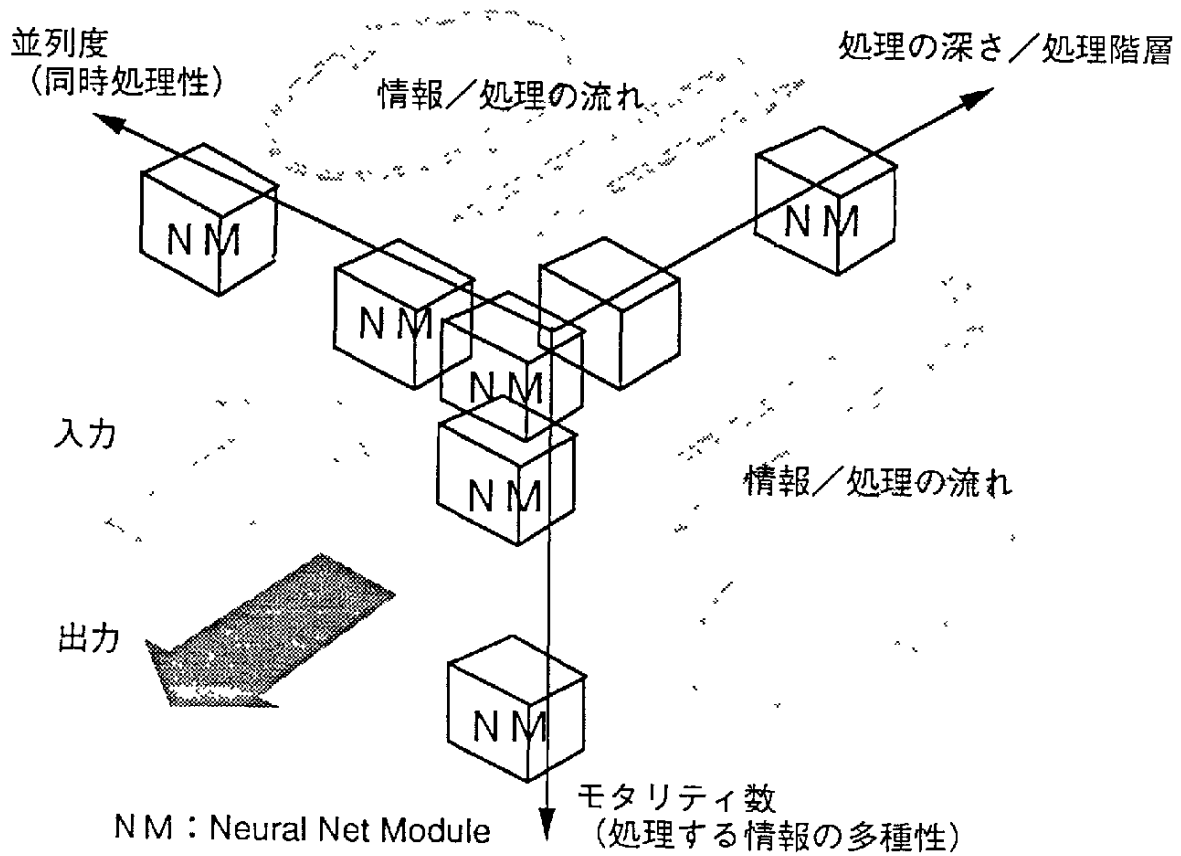 並列度
（同時処理性）
処理の深さ／処理階層
情報／処理の流れ
NM
NM
NM
NM
NM
入力
情報／処理の流れ
出力
NM
モタリティ数
（処理する情報の多種性）
NM：Neural Net Module